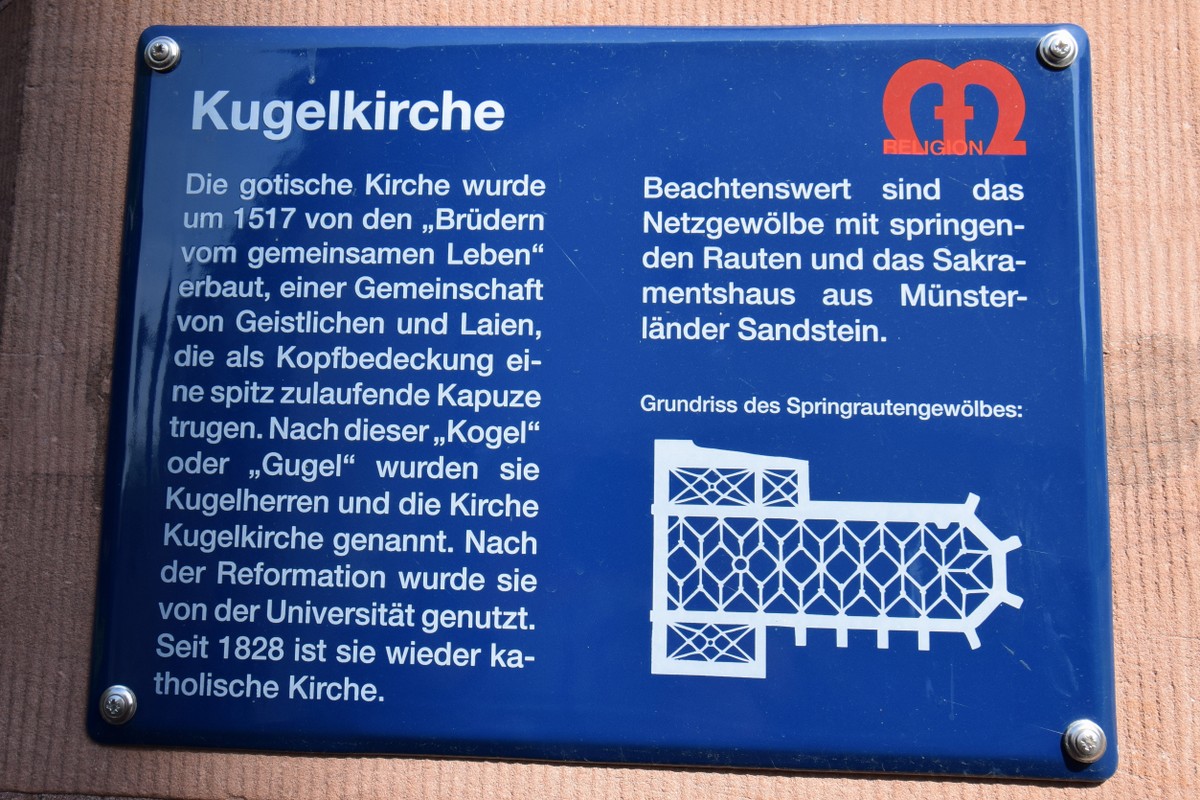 Kugelkirche
Die gotische Kirche wurde
um 1517 von den „Brüdern
vom gemeinsamen Leben“
erbaut, einer Gemeinschaft
von Geistlichen und Laien,
die als Kopfbedeckung ei-
ne spitz zulaufende Kapuze
trugen. Nach dieser „Kogel“
oder „Gugel“ wurden sie
Kugelherren und die Kirche
Kugelkirche genannt. Nach
der Reformation wurde sie
von der Universität genutzt.
Seit 1828 ist sie wieder ka-
tholische Kirche.
RELIGION
Beachtenswert sind das
Netzgewölbe mit springen-
den Rauten und das Sakra-
mentshaus aus Münster-
länder Sandstein.
Grundriss des Springrautengewölbes: